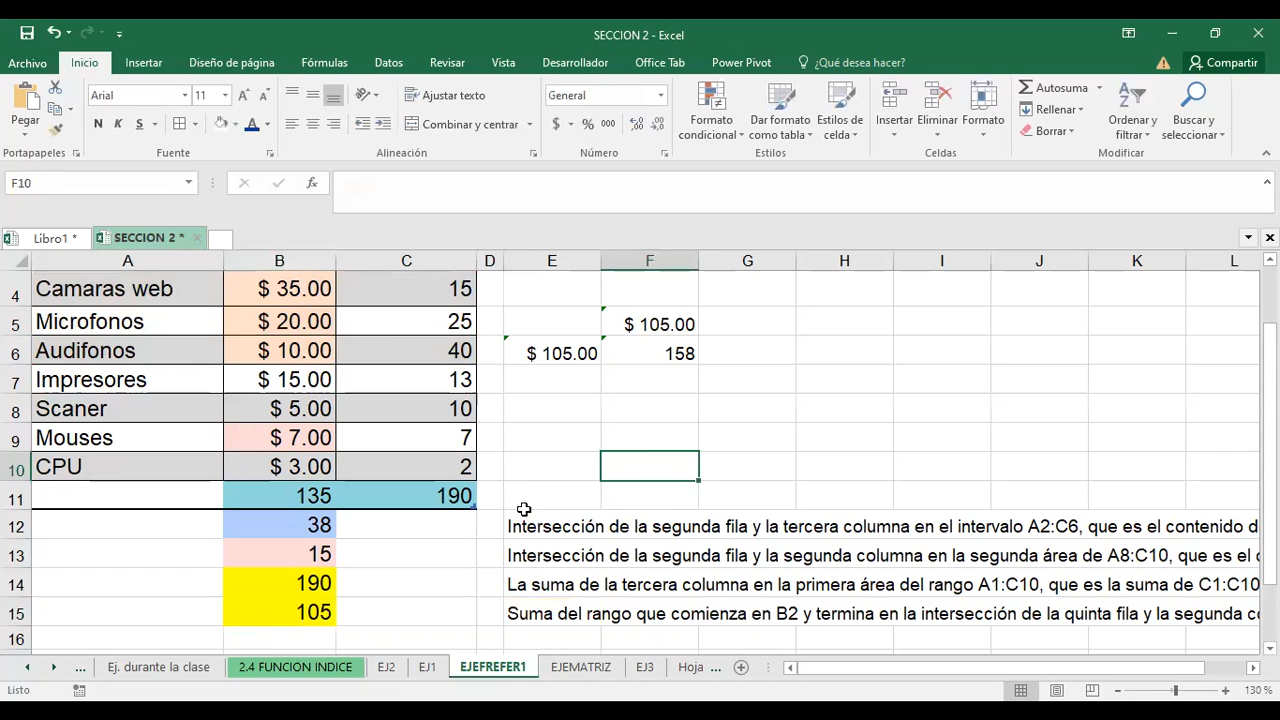 SECCION 2 - Excel
Archivo Inicio Insertar Diseño de página Fórmulas Datos Revisar Vista Desarrollador Office Tab Power Pivot ¿Qué desea hacer? Compartir
Pegar
Arial 11
N K S
Ajustar texto
Combinar y centrar
General
$ % 000
Formato condicional
Dar formato como tabla
Estilos de celda
Insertar Eliminar Formato
Autosuma
Rellenar
Borrar
Ordenar y filtrar
Buscar y seleccionar
Portapapeles Fuente Alineación Número Estilos Celdas Modificar
F10 fx
Libro1 * SECCION 2 *
A B C D E F G H I J K L
4 Camaras web $ 35.00 15
5 Microfonos $ 20.00 25 $ 105.00
6 Audifonos $ 10.00 40 $ 105.00 158
7 Impresores $ 15.00 13
8 Scaner $ 5.00 10
9 Mouses $ 7.00 7
10 CPU $ 3.00 2
11 135 190
12 38 Intersección de la segunda fila y la tercera columna en el intervalo A2:C6, que es el contenido d
13 15 Intersección de la segunda fila y la segunda columna en la segunda área de A8:C10, que es el c
14 190 La suma de la tercera columna en la primera área del rango A1:C10, que es la suma de C1:C10
15 105 Suma del rango que comienza en B2 y termina en la intersección de la quinta fila y la segunda co
16
Ej. durante la clase 2.4 FUNCION INDICE EJ2 EJ1 EJEFREFER1 EJEMATRIZ EJ3 Hoja ...
Listo 130 %